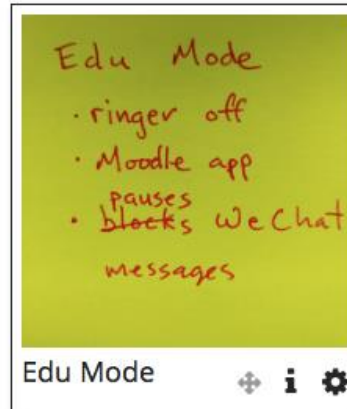 Edu Mode
· ringer off
· Moodle app
pauses
· blocks WeChat
messages
Edu Mode